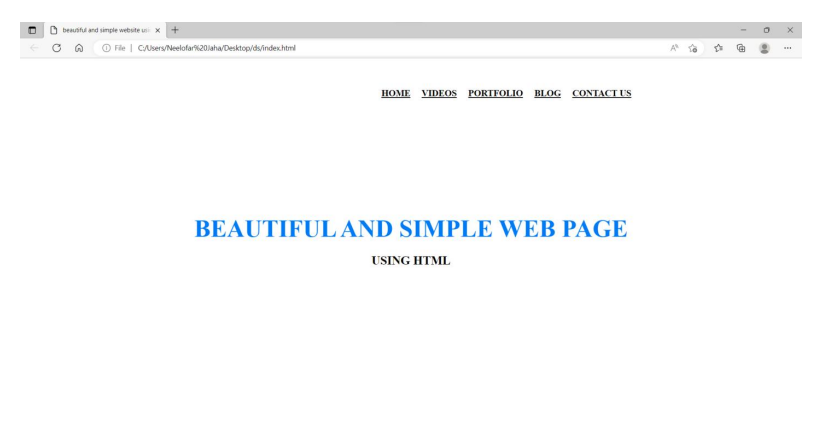 beautiful and simple website usi
File | C:/Users/Neelofar%20Jaha/Desktop/ds/index.html
HOME VIDEOS PORTFOLIO BLOG CONTACT US
BEAUTIFUL AND SIMPLE WEB PAGE
USING HTML